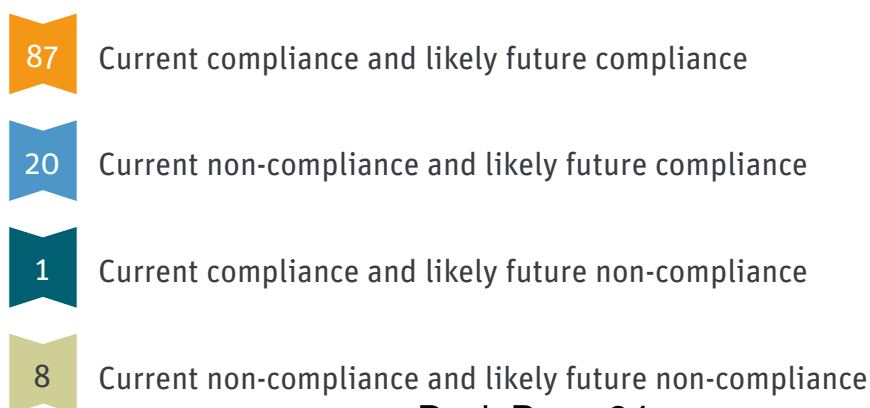 87 Current compliance and likely future compliance
20 Current non-compliance and likely future compliance
1 Current compliance and likely future non-compliance
8 Current non-compliance and likely future non-compliance